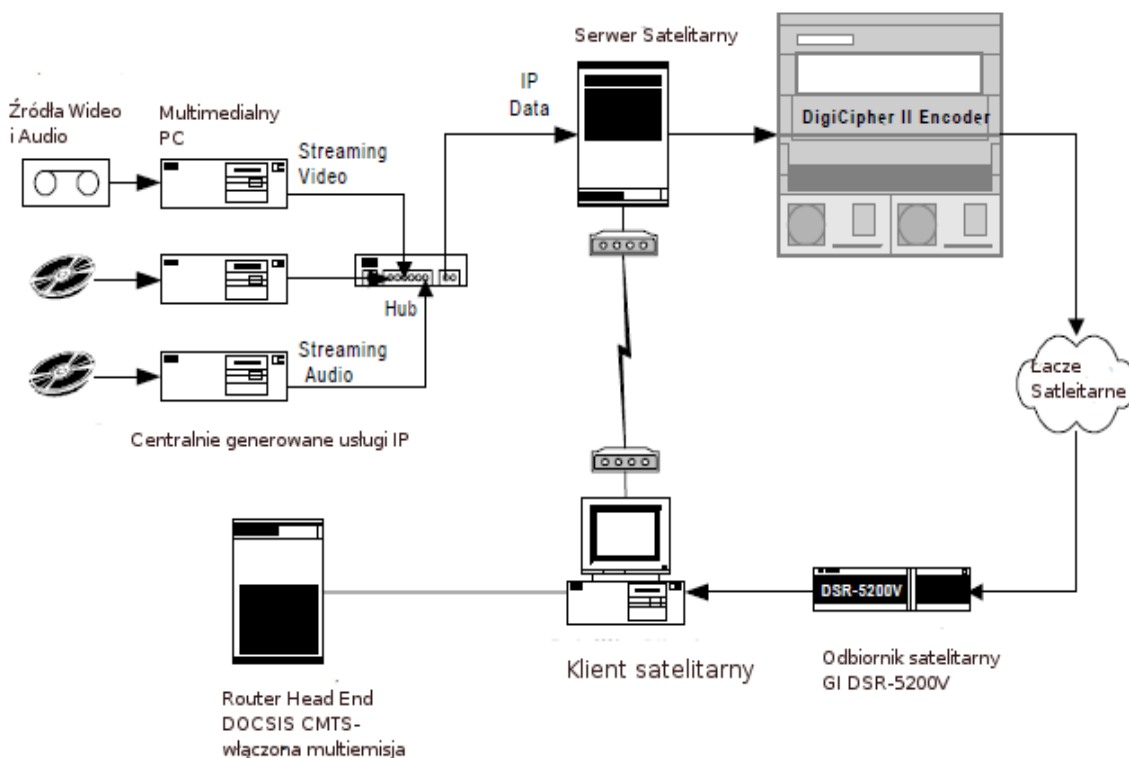 Serwer Satelitarny
IP
Data
DigiCipher II Encoder
Źródła Wideo
i Audio
Multimedialny
PC
Streaming
Video
Hub
Streaming
Audio
Centralnie generowane usługi IP
Łacze
Satleitarne
DSR-5200V
Klient satelitarny
Odbiornik satelitarny
GI DSR-5200V
Router Head End
DOCSIS CMTS-
włączona multiemisja